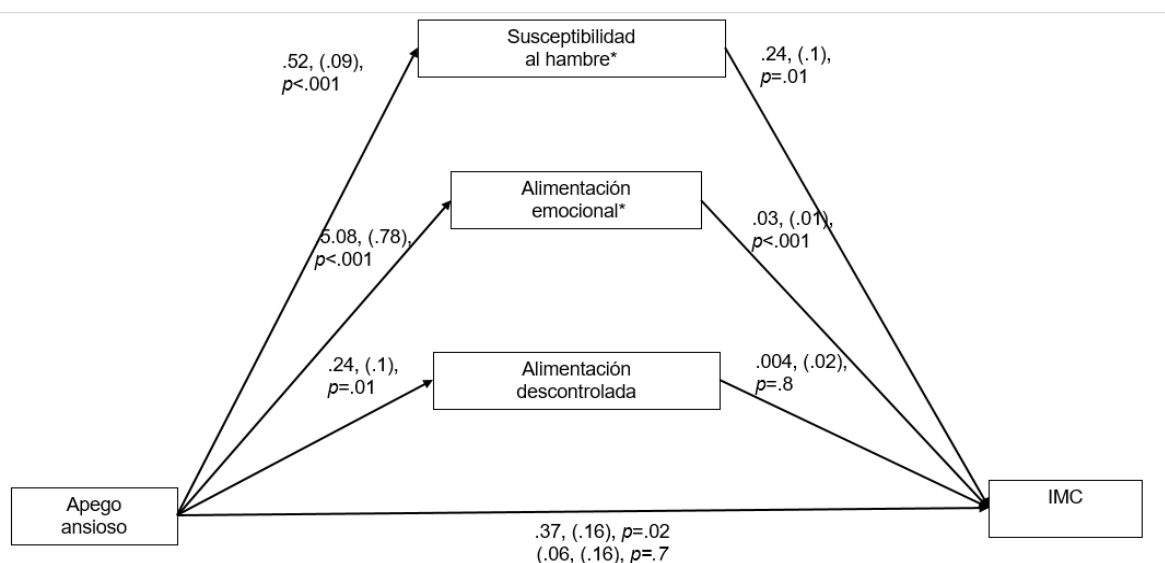 Susceptibilidad
al hambre*
.52, (.09),
p<.001
.24, (.1),
p=.01
Alimentación
emocional*
5.08, (.78),
p<.001
.03, (.01),
p<.001
Alimentación
descontrolada
.24, (.1),
p=.01
.004, (.02),
p=.8
Apego
ansioso
IMC
.37, (.16), p=.02
(.06, (.16), p=.7